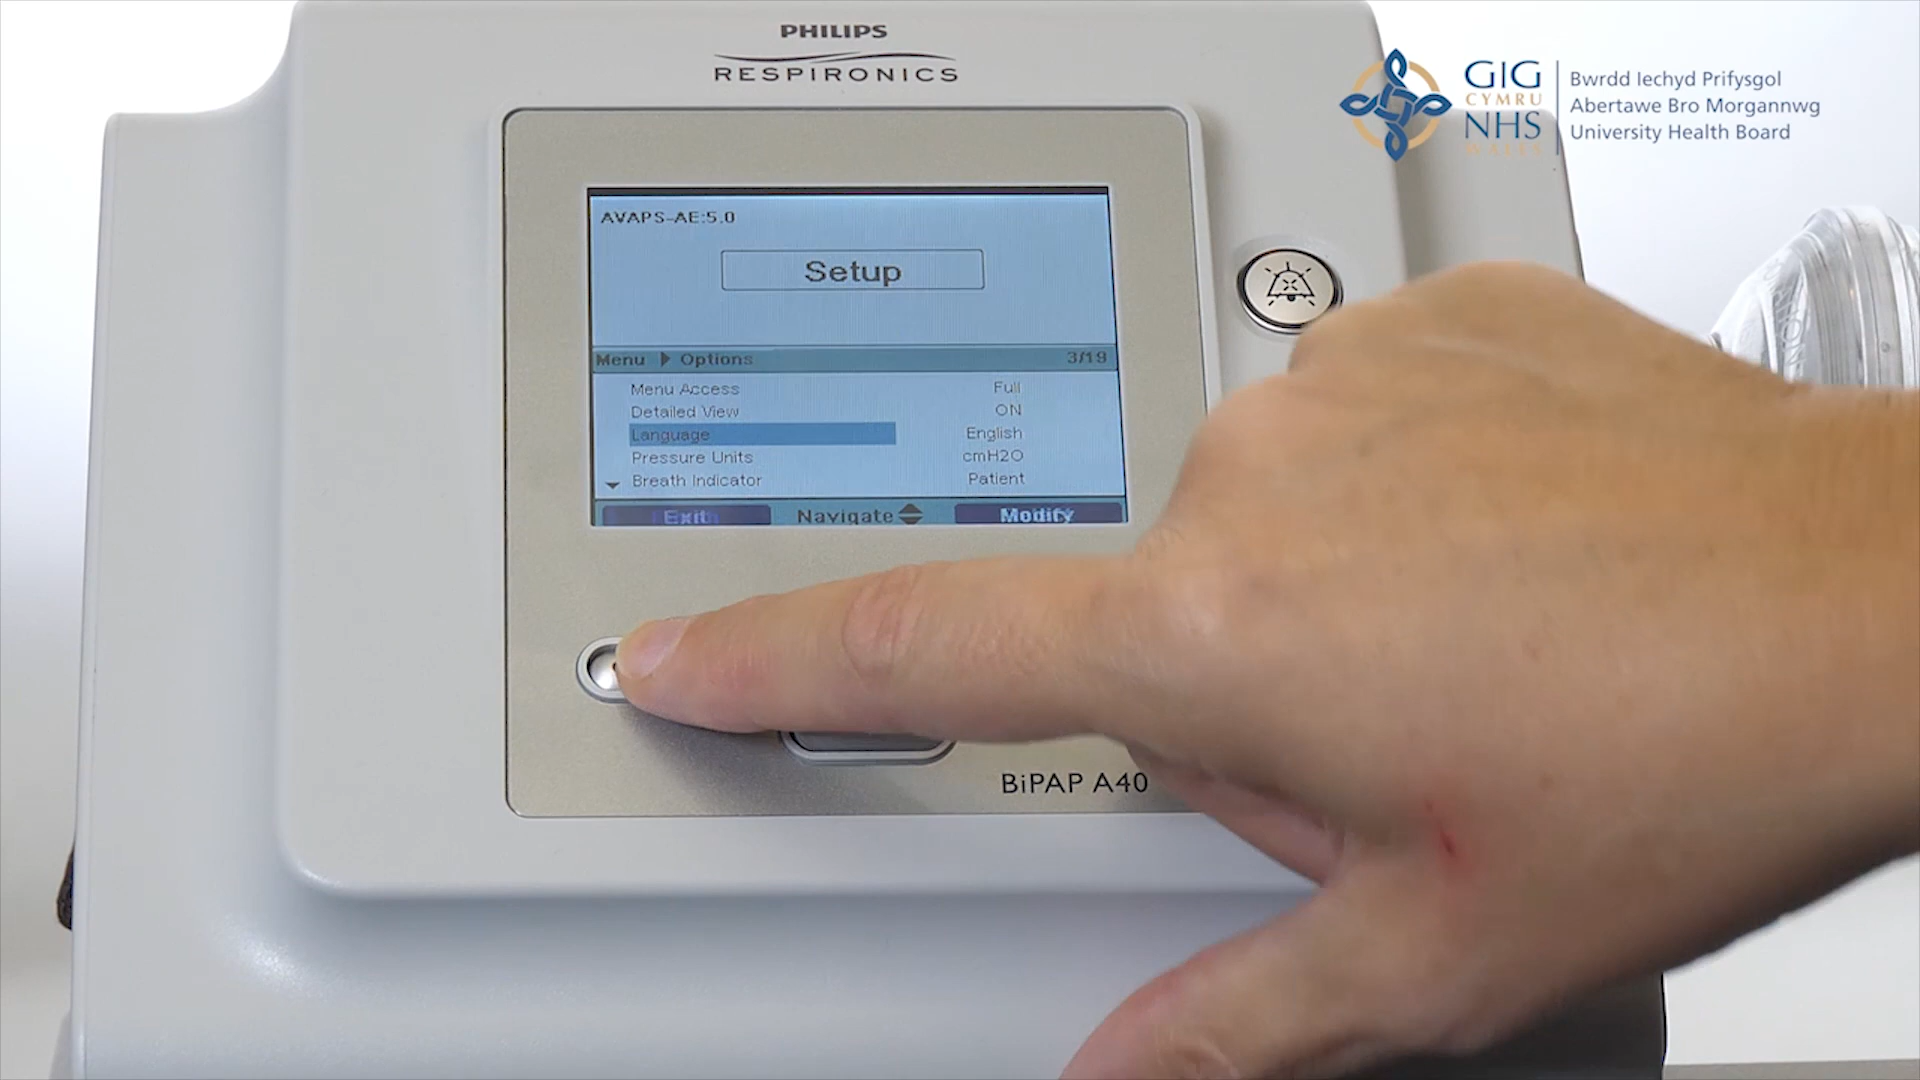 PHILIPS
RESPIRONICS
GIG
CYMRU
NHS
WALES
Bwrdd Iechyd Prifysgol
Abertawe Bro Morgannwg
University Health Board
AVAPS-AE:5.0
Setup
Menu Options 3/19
Menu Access Full
Detailed View ON
Language English
Pressure Units cmH2O
Breath Indicator Patient
Exit Navigate Modify
BiPAP A40